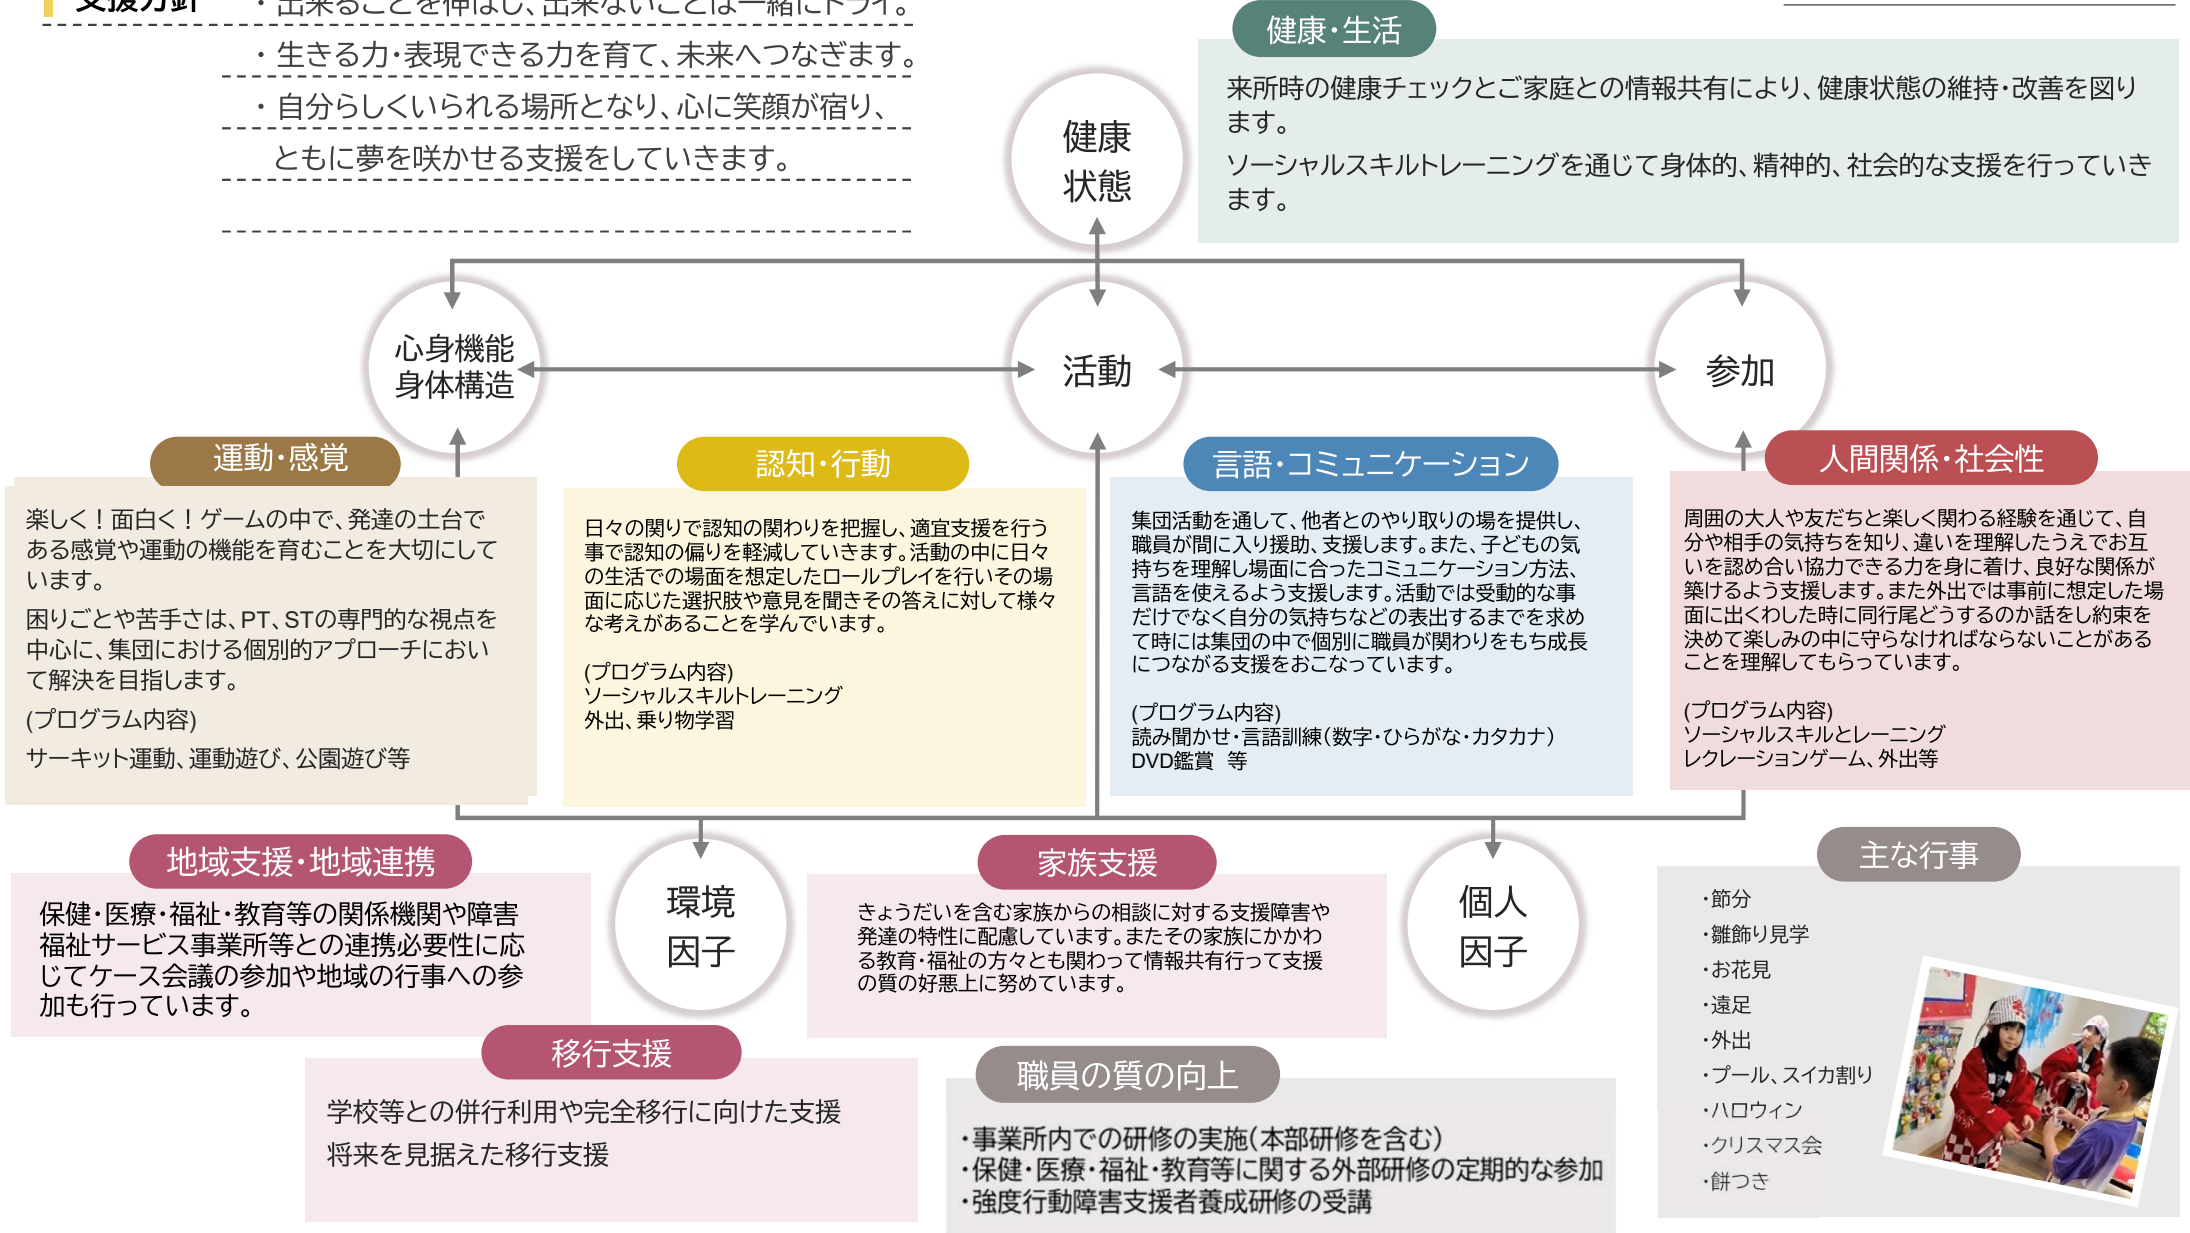 支援方針
・出来ることを伸ばし、出来ないことは一緒にトライ。
・生きる力・表現できる力を育て、未来へつなぎます。
・自分らしくいられる場所となり、心に笑顔が宿り、
ともに夢を咲かせる支援をしていきます。
健康・生活
来所時の健康チェックとご家庭との情報共有により、健康状態の維持・改善を図り
ます。
ソーシャルスキルトレーニングを通じて身体的、精神的、社会的な支援を行っていき
ます。
健康
状態
心身機能
身体構造
活動
参加
運動・感覚
楽しく！面白く！ゲームの中で、発達の土台で
ある感覚や運動の機能を育むことを大切にして
います。
困りごとや苦手さは、PT、STの専門的な視点を
中心に、集団における個別的アプローチにおい
て解決を目指します。
(プログラム内容)
サーキット運動、運動遊び、公園遊び等
認知・行動
日々の関りで認知の関わりを把握し、適宜支援を行う
事で認知の偏りを軽減していきます。活動の中に日々
の生活での場面を想定したロールプレイを行いその場
面に応じた選択肢や意見を聞きその答えに対して様々
な考えがあることを学んでいます。
(プログラム内容)
ソーシャルスキルトレーニング
外出、乗り物学習
言語・コミュニケーション
集団活動を通して、他者とのやり取りの場を提供し、
職員が間に入り援助、支援します。また、子どもの気
持ちを理解し場面に合ったコミュニケーション方法、
言語を使えるよう支援します。活動では受動的な事
だけでなく自分の気持ちなどの表出するまでを求め
て時には集団の中で個別に職員が関わりをもち成長
につながる支援をおこなっています。
(プログラム内容)
読み聞かせ・言語訓練（数字・ひらがな・カタカナ）
DVD鑑賞　等
人間関係・社会性
周囲の大人や友だちと楽しく関わる経験を通じて、自
分や相手の気持ちを知り、違いを理解したうえでお互
いを認め合い協力できる力を身に着け、良好な関係が
築けるよう支援します。また外出では事前に想定した場
面に出くわした時に同行尾どうするのか話をし約束を
決めて楽しみの中に守らなければならないことがある
ことを理解してもらっています。
(プログラム内容)
ソーシャルスキルとレーニング
レクレーションゲーム、外出等
地域支援・地域連携
保健・医療・福祉・教育等の関係機関や障害
福祉サービス事業所等との連携必要性に応
じてケース会議の参加や地域の行事への参
加も行っています。
環境
因子
家族支援
きょうだいを含む家族からの相談に対する支援障害や
発達の特性に配慮しています。またその家族にかかわ
る教育・福祉の方々とも関わって情報共有行って支援
の質の好悪上に努めています。
個人
因子
主な行事
・節分
・雛飾り見学
・お花見
・遠足
・外出
・プール、スイカ割り
・ハロウィン
・クリスマス会
・餅つき
移行支援
学校等との併行利用や完全移行に向けた支援
将来を見据えた移行支援
職員の質の向上
・事業所内での研修の実施（本部研修を含む）
・保健・医療・福祉・教育等に関する外部研修の定期的な参加
・強度行動障害支援者養成研修の受講